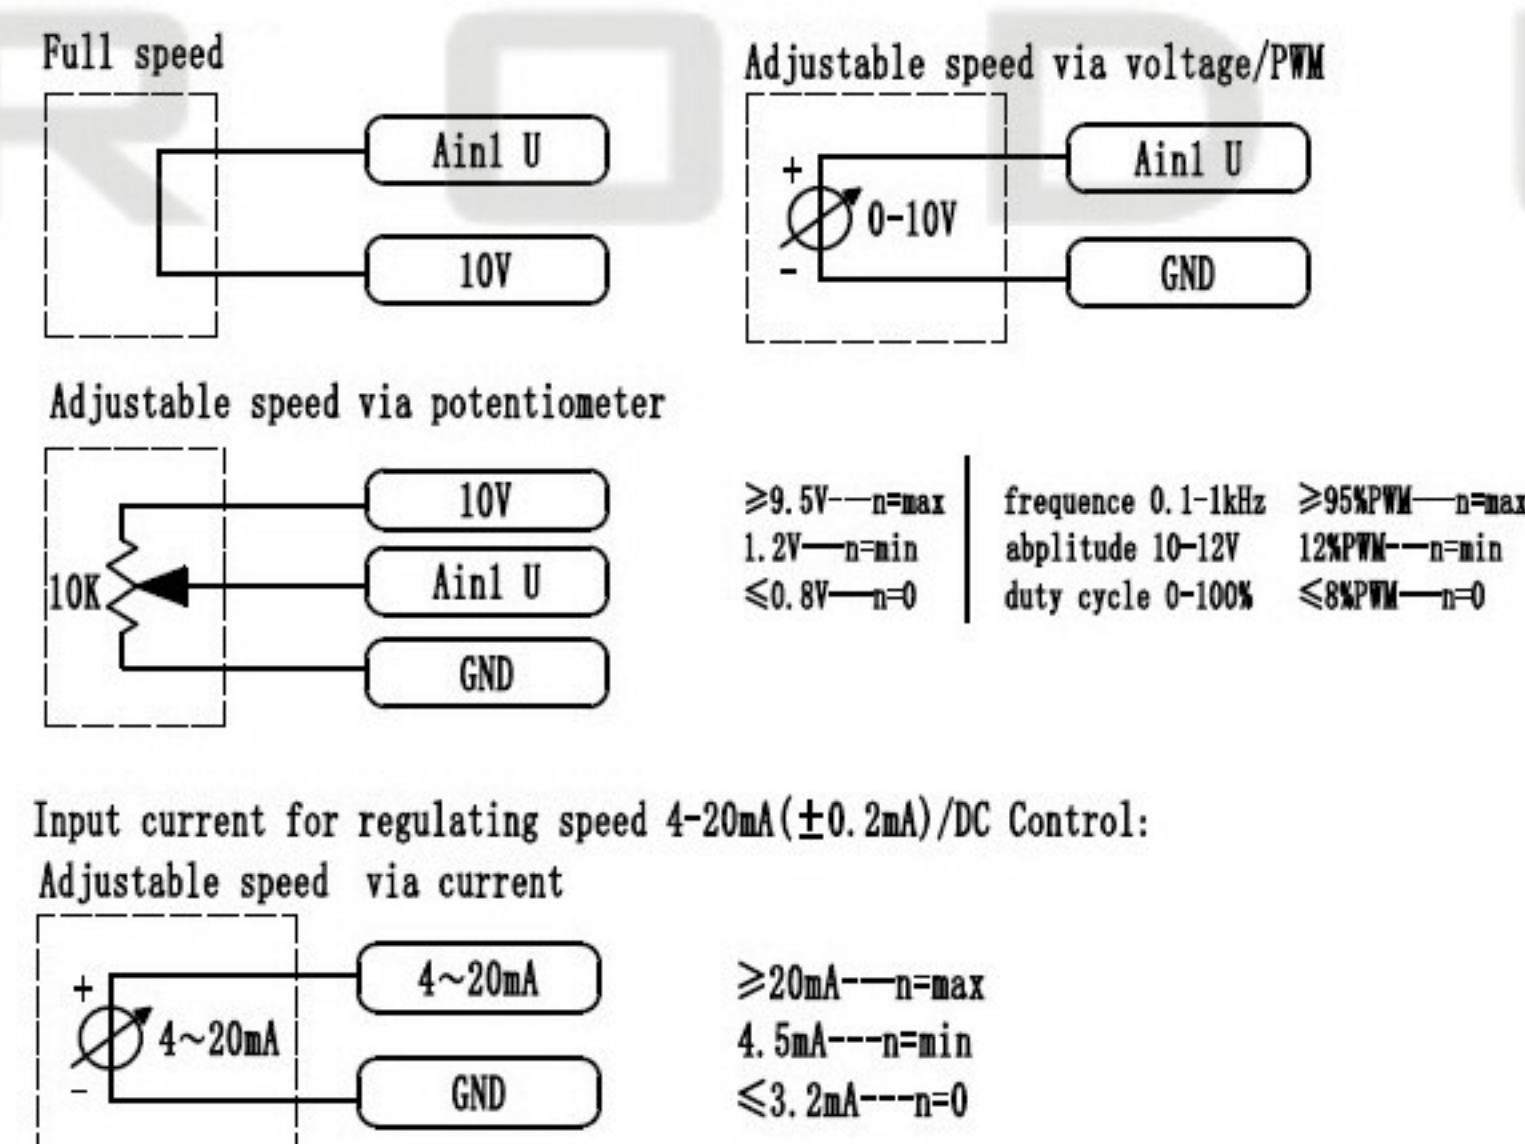 Full speed
Ain1 U
10V
Adjustable speed via voltage/PWM
+
0-10V
-
Ain1 U
GND
Adjustable speed via potentiometer
10K
10V
Ain1 U
GND
≥9.5V---n=max
1.2V---n=min
≤0.8V---n=0
frequence 0.1-1kHz
abplitude 10-12V
duty cycle 0-100%
≥95%PWM---n=max
12%PWM---n=min
≤8%PWM---n=0
Input current for regulating speed 4-20mA(±0.2mA)/DC Control:
Adjustable speed via current
+
4~20mA
-
4~20mA
GND
≥20mA---n=max
4.5mA---n=min
≤3.2mA---n=0